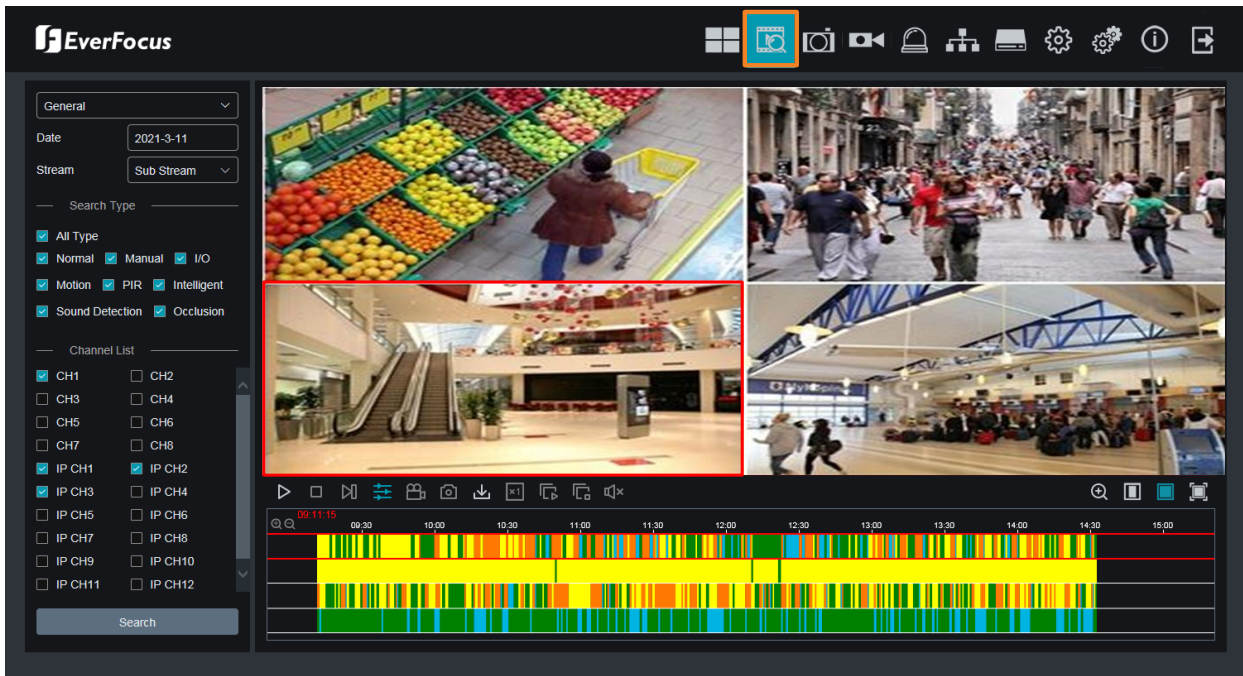 EverFocus
General
Date 2021-3-11
Stream Sub Stream
Search Type
All Type
Normal Manual I/O
Motion PIR Intelligent
Sound Detection Occlusion
Channel List
CH1 CH2
CH3 CH4
CH5 CH6
CH7 CH8
IP CH1 IP CH2
IP CH3 IP CH4
IP CH5 IP CH6
IP CH7 IP CH8
IP CH9 IP CH10
IP CH11 IP CH12
Search
×1
09:11:15
09:30 10:00 10:30 11:00 11:30 12:00 12:30 13:00 13:30 14:00 14:30 15:00